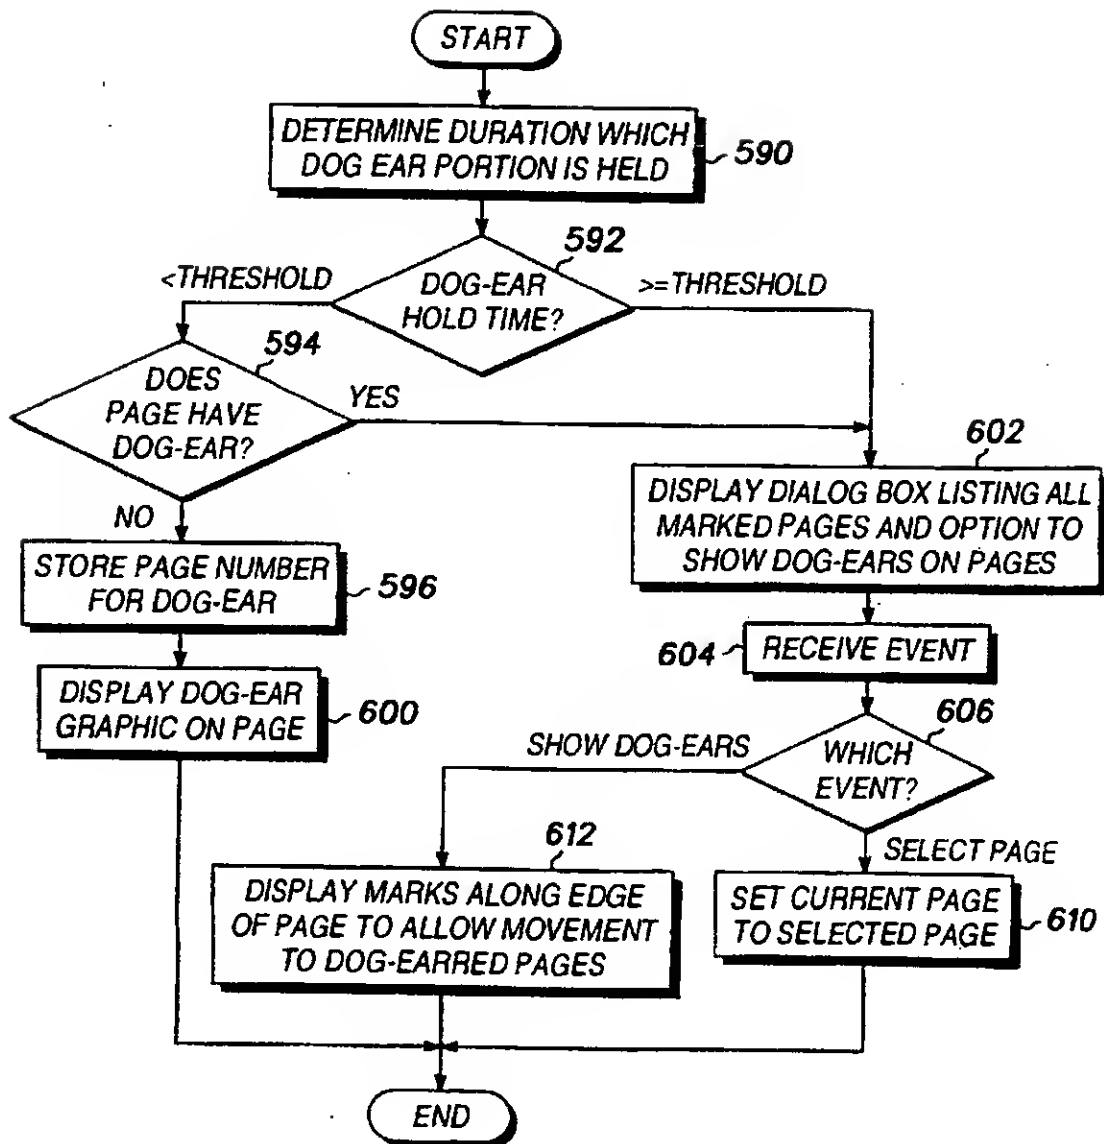 START
DETERMINE DURATION WHICH
DOG EAR PORTION IS HELD
590
592
<THRESHOLD
DOG-EAR
HOLD TIME?
>=THRESHOLD
594
DOES
PAGE HAVE
DOG-EAR?
YES
NO
602
DISPLAY DIALOG BOX LISTING ALL
MARKED PAGES AND OPTION TO
SHOW DOG-EARS ON PAGES
STORE PAGE NUMBER
FOR DOG-EAR
596
604
RECEIVE EVENT
DISPLAY DOG-EAR
GRAPHIC ON PAGE
600
606
SHOW DOG-EARS
WHICH
EVENT?
SELECT PAGE
612
DISPLAY MARKS ALONG EDGE
OF PAGE TO ALLOW MOVEMENT
TO DOG-EARRED PAGES
SET CURRENT PAGE
TO SELECTED PAGE
610
END